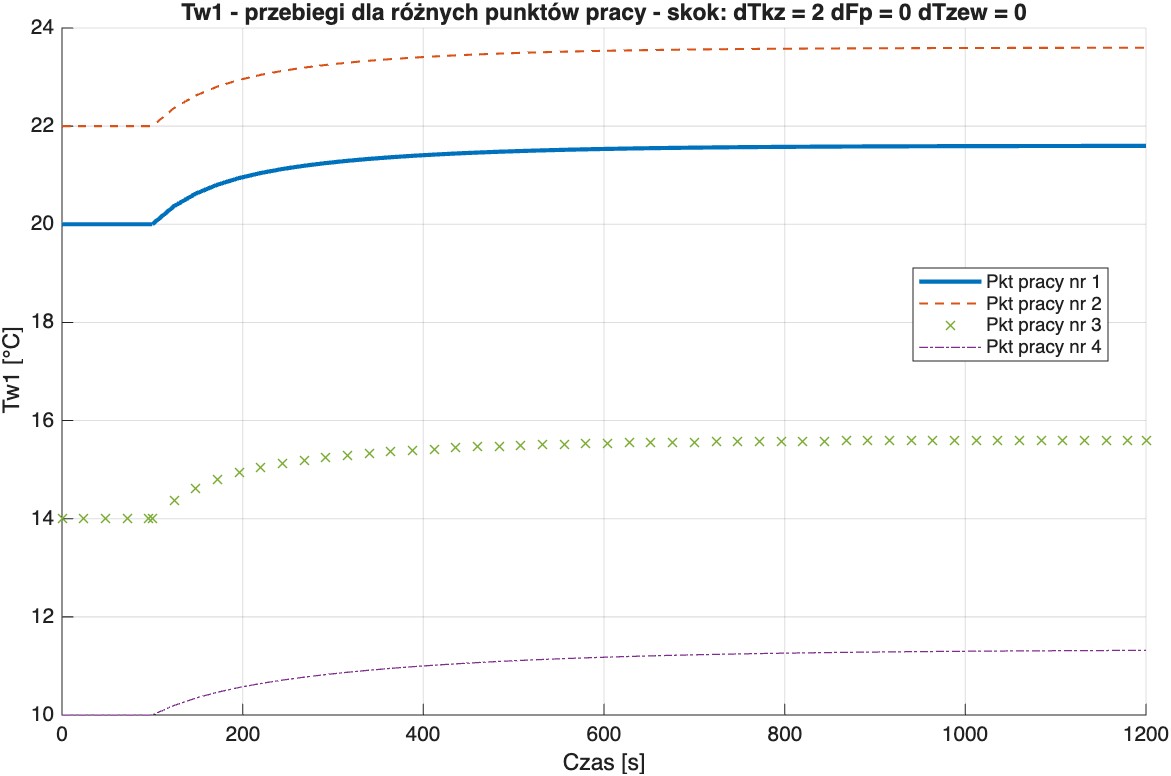 Tw1 - przebiegi dla różnych punktów pracy - skok: dTkz = 2 dFp = 0 dTzew = 0
24
22
20
18
16
14
12
10
Tw1 [°C]
Pkt pracy nr 1
Pkt pracy nr 2
Pkt pracy nr 3
Pkt pracy nr 4
0 200 400 600 800 1000 1200
Czas [s]